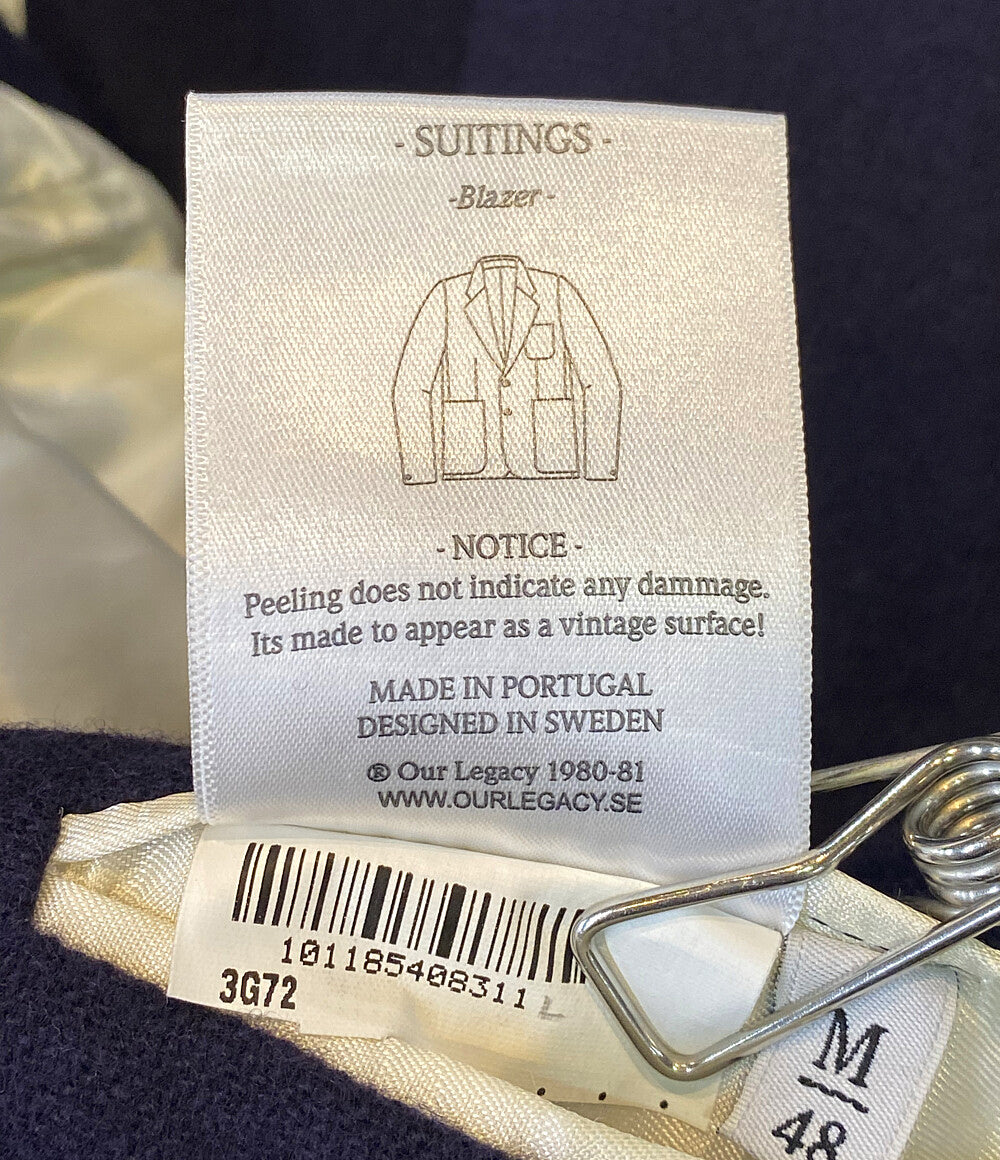 - SUITINGS -
-Blazer -
- NOTICE -
Peeling does not indicate any dammage.
Its made to appear as a vintage surface!
MADE IN PORTUGAL
DESIGNED IN SWEDEN
® Our Legacy 1980-81
WWW.OURLEGACY.SE
101185408311 L
3G72
M
48